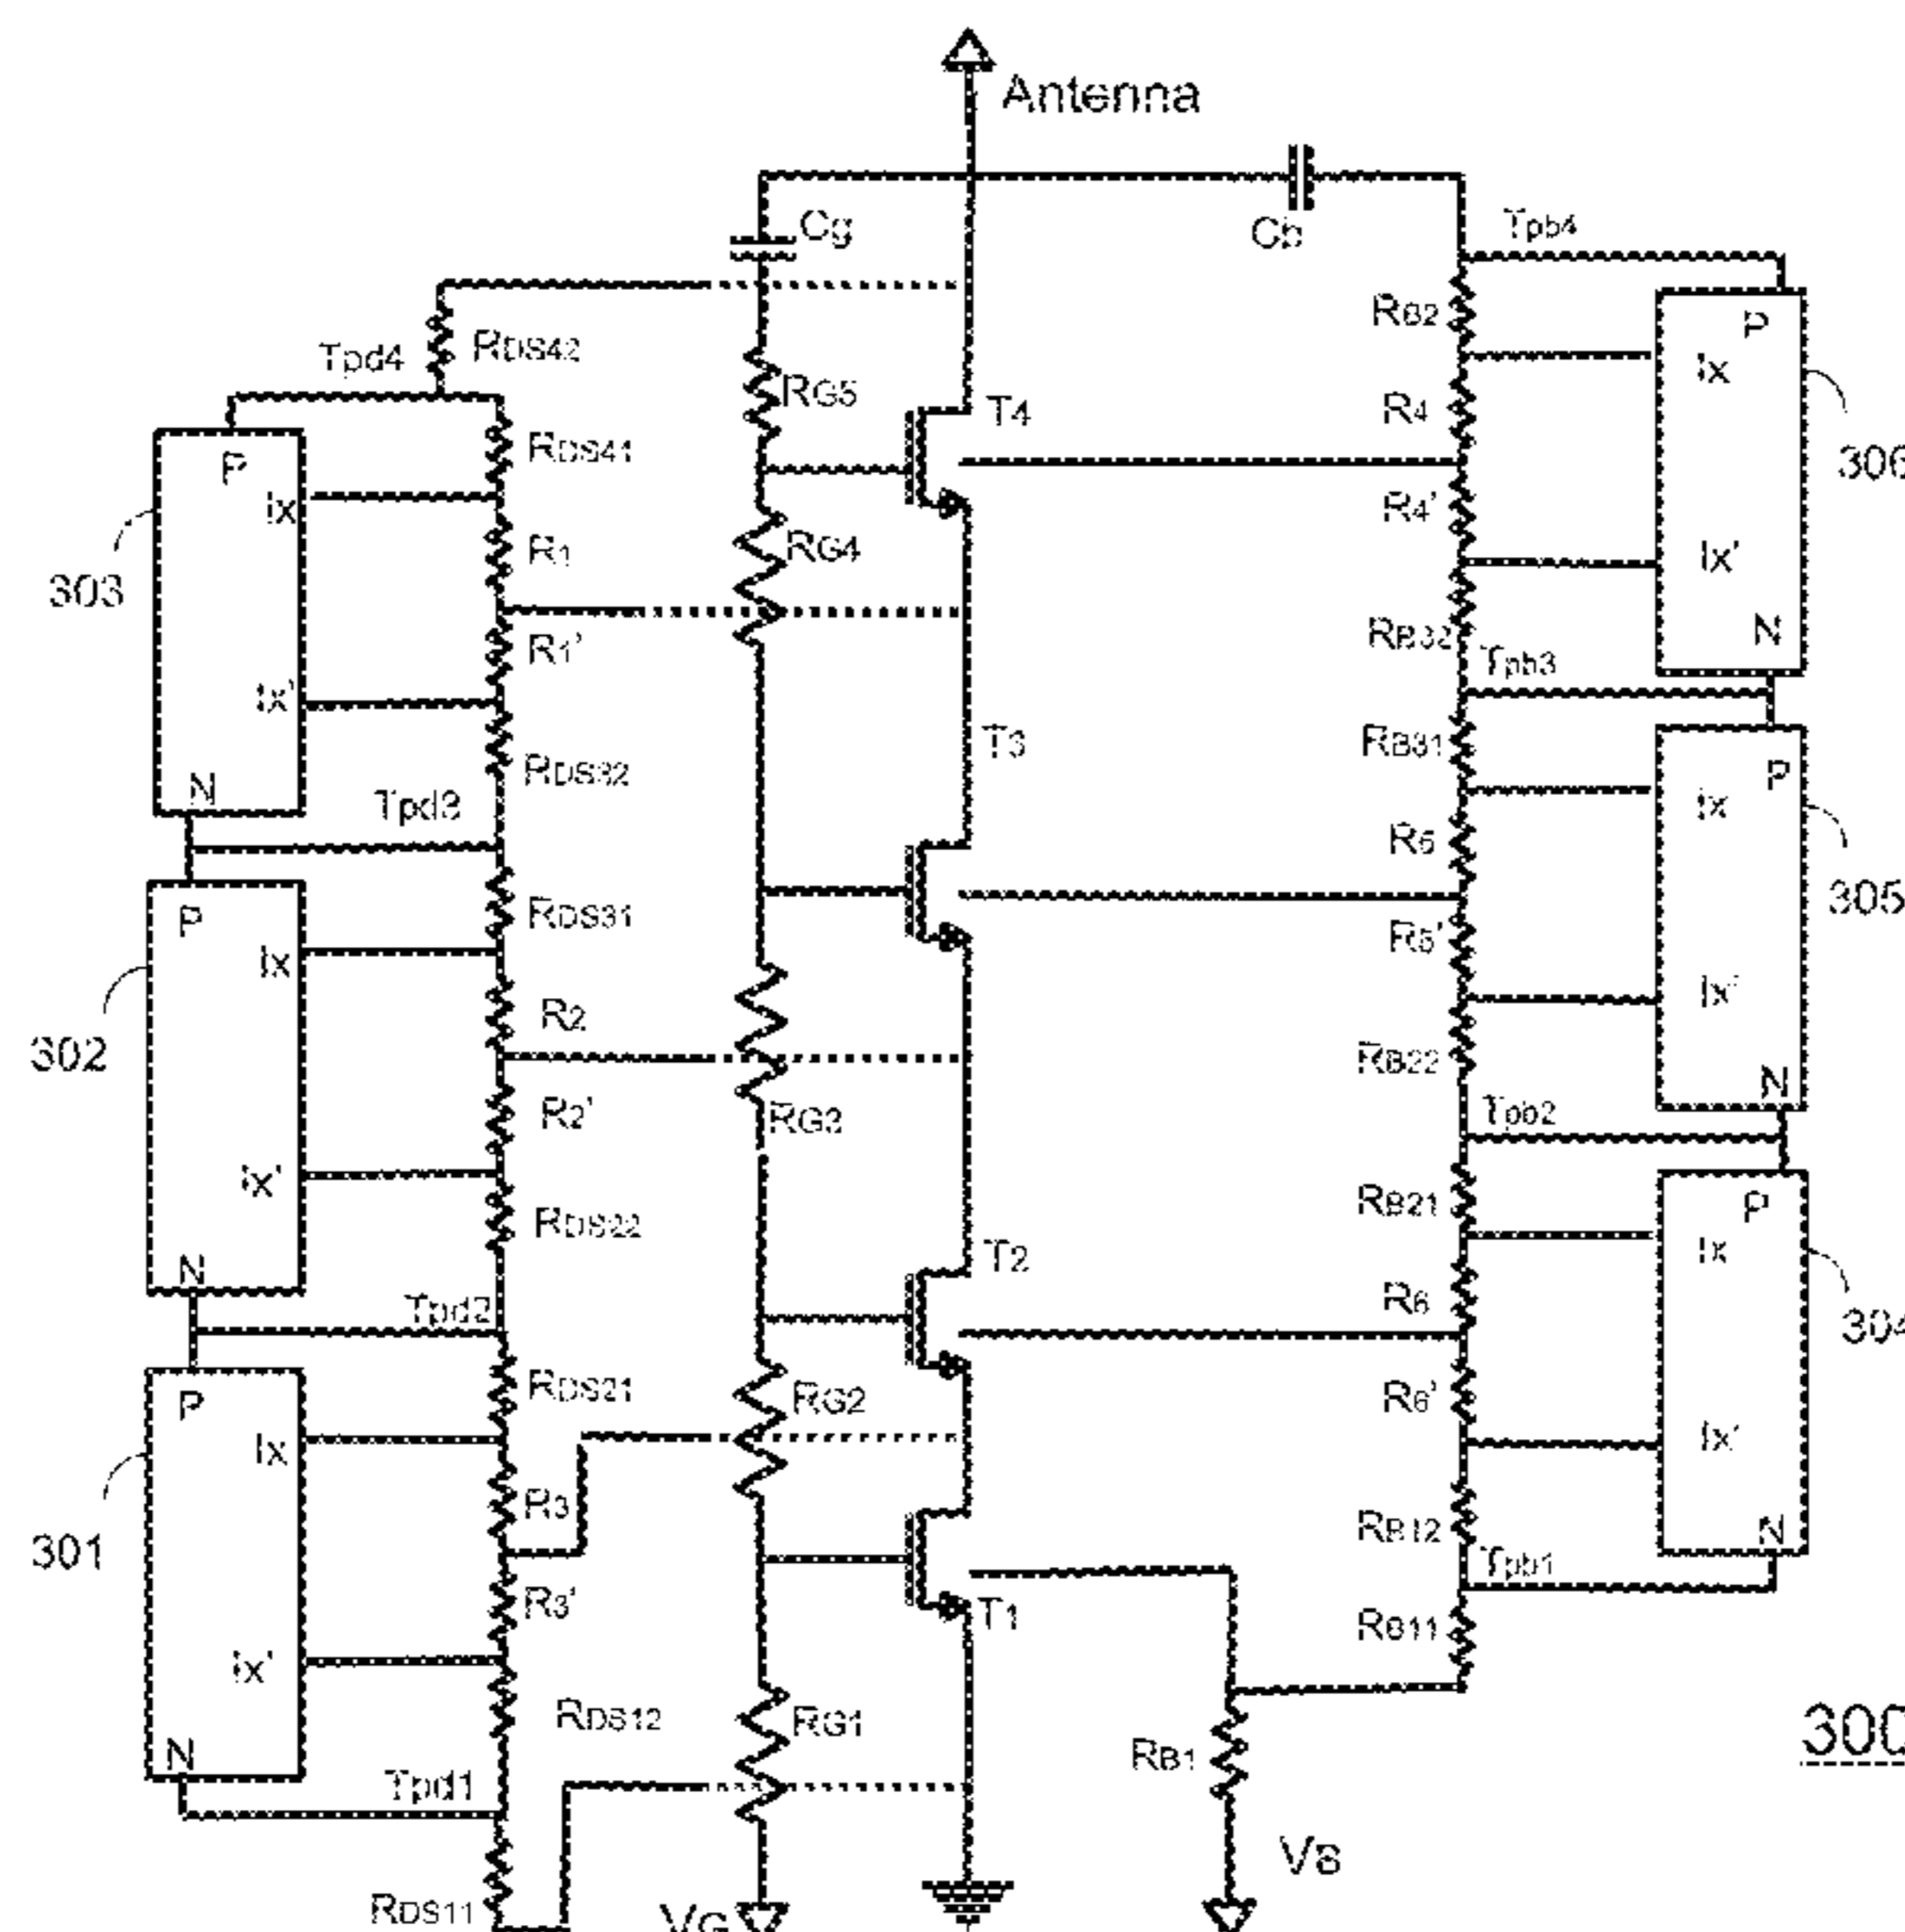 Antenna
Cg
Cb
Tpb4
RDS42
Tpd4
RB2
P
Ix
RG5
T4
R4
306
RDS41
P
Ix
R4'
303
R1
RG4
Ix'
RB32
N
R1'
Tpb3
Ix'
RDS32
T3
RB31
P
N
Tpd3
Ix
R5
305
RDS31
P
Ix
R5'
Ix'
302
R2
RB22
N
R2'
RG3
Tpb2
Ix'
RDS22
RB21
P
T2
Ix
N
Tpd2
R6
304
RDS21
P
RG2
R6'
Ix
Ix'
R3
RB12
N
301
Tpb1
R3'
T1
RB11
Ix'
RDS12
RG1
RB1
300
N
Tpd1
VB
RDS11
VG